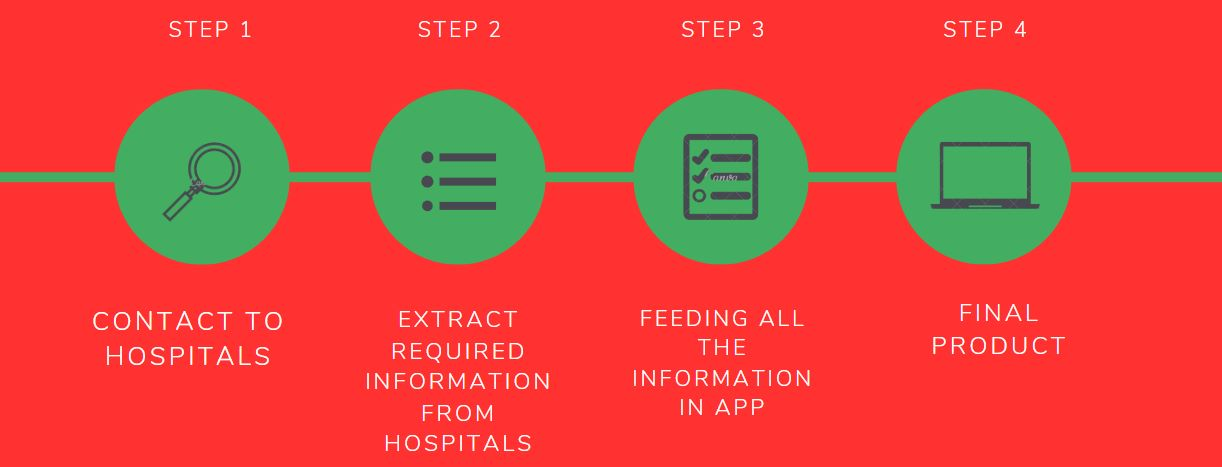 STEP 1
STEP 2
STEP 3
STEP 4
CONTACT TO
HOSPITALS
EXTRACT
REQUIRED
INFORMATION
FROM
HOSPITALS
FEEDING ALL
THE
INFORMATION
IN APP
FINAL
PRODUCT